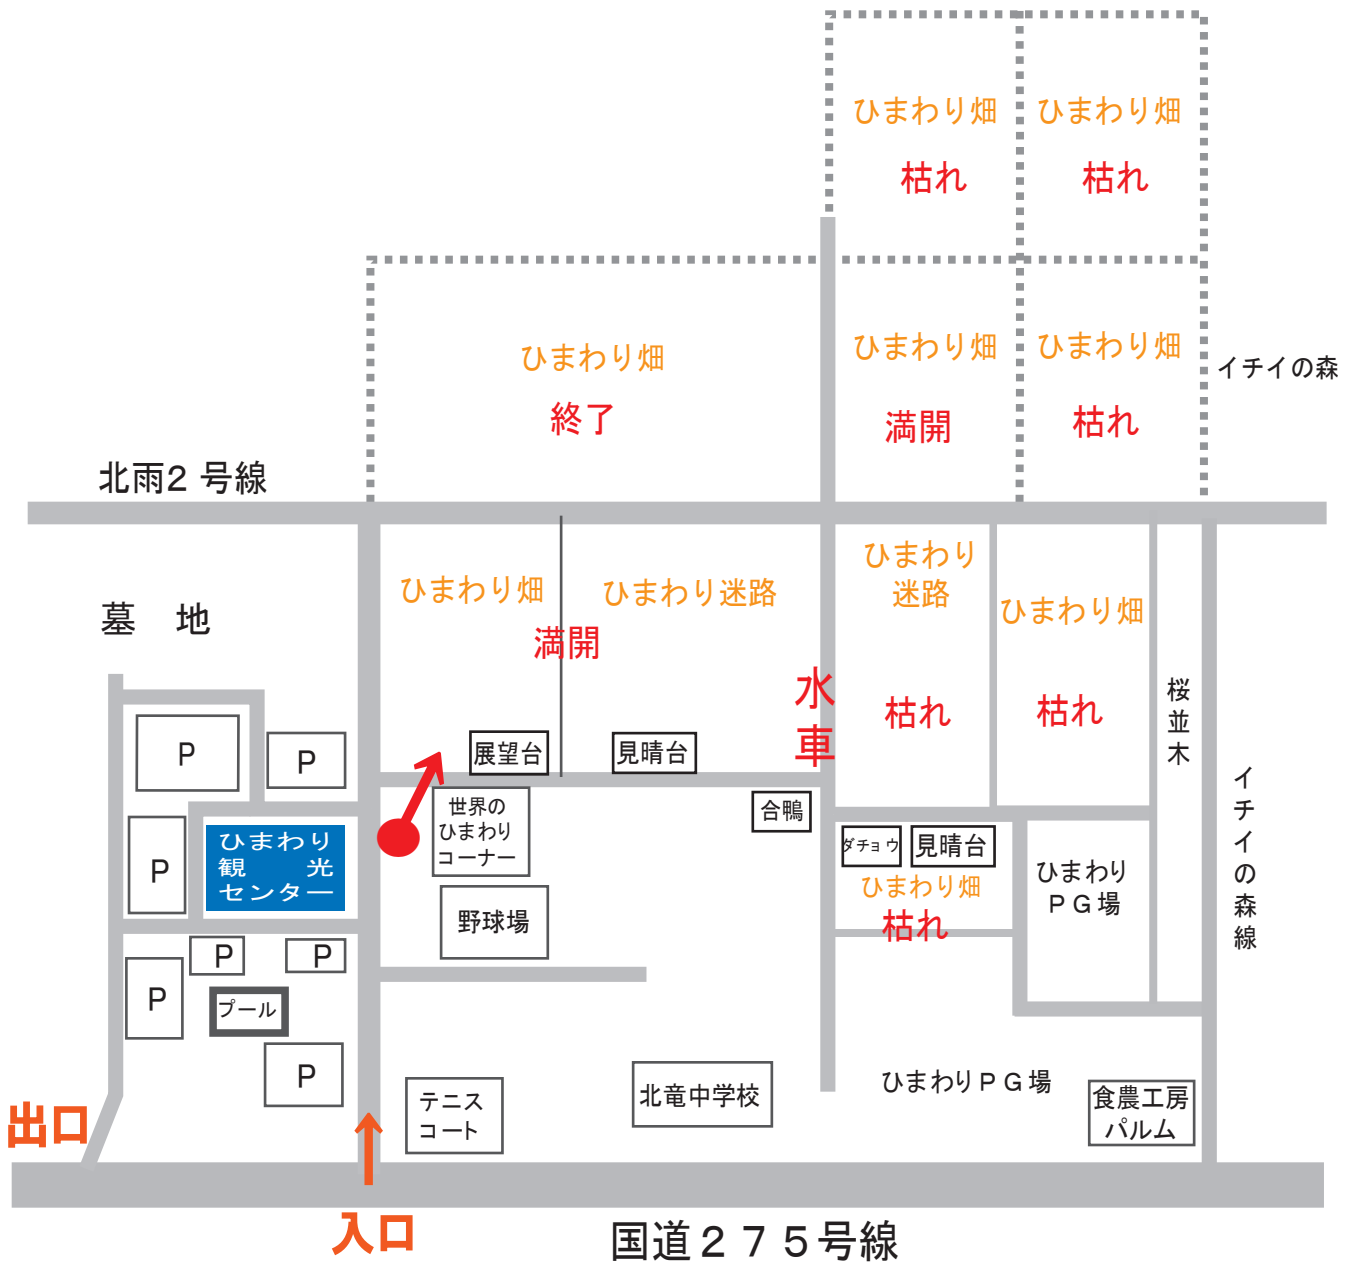 ひまわり畑
枯れ
ひまわり畑
枯れ
ひまわり畑
終了
ひまわり畑
満開
ひまわり畑
枯れ
イチイの森
北雨2 号線
墓　地
ひまわり畑
ひまわり迷路
満開
ひまわり
迷路
枯れ
ひまわり畑
枯れ
水
車
桜
並
木
イ
チ
イ
の
森
線
P
P
P
ひまわり
観　光
センター
展望台
見晴台
世界の
ひまわり
コーナー
合鴨
ダチョウ
見晴台
ひまわり畑
枯れ
ひまわり
ＰＧ場
野球場
P
P
P
プール
P
テニス
コート
北竜中学校
ひまわりＰＧ場
食農工房
パルム
出口
入口
国道２７５号線